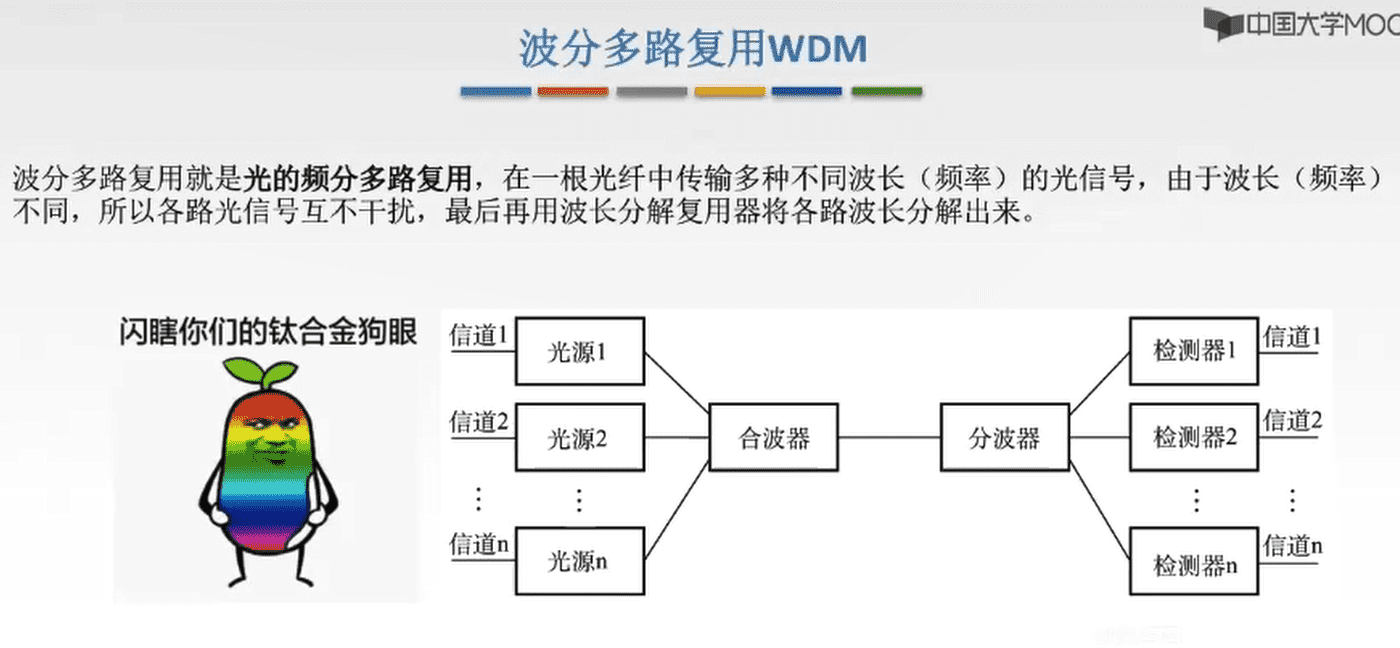 中国大学MOO
波分多路复用WDM
波分多路复用就是光的频分多路复用，在一根光纤中传输多种不同波长（频率）的光信号，由于波长（频率）
不同，所以各路光信号互不干扰，最后再用波长分解复用器将各路波长分解出来。
闪瞎你们的钛合金狗眼
信道1
光源1
检测器1
信道1
信道2
光源2
合波器
分波器
检测器2
信道2
⋮
⋮
⋮
⋮
信道n
光源n
检测器n
信道n